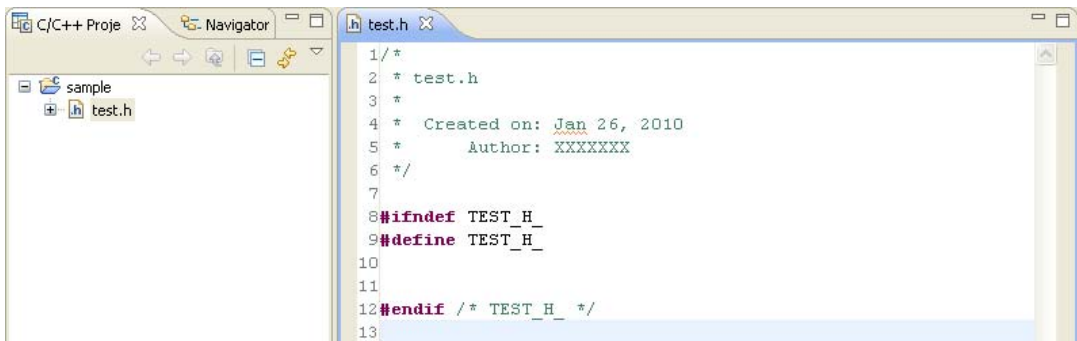 C/C++ Proje
Navigator
sample
test.h
test.h
1/*
2 * test.h
3 *
4 *  Created on: Jan 26, 2010
5 *      Author: XXXXXXX
6 */
7
8#ifndef TEST_H_
9#define TEST_H_
10
11
12#endif /* TEST_H_ */
13